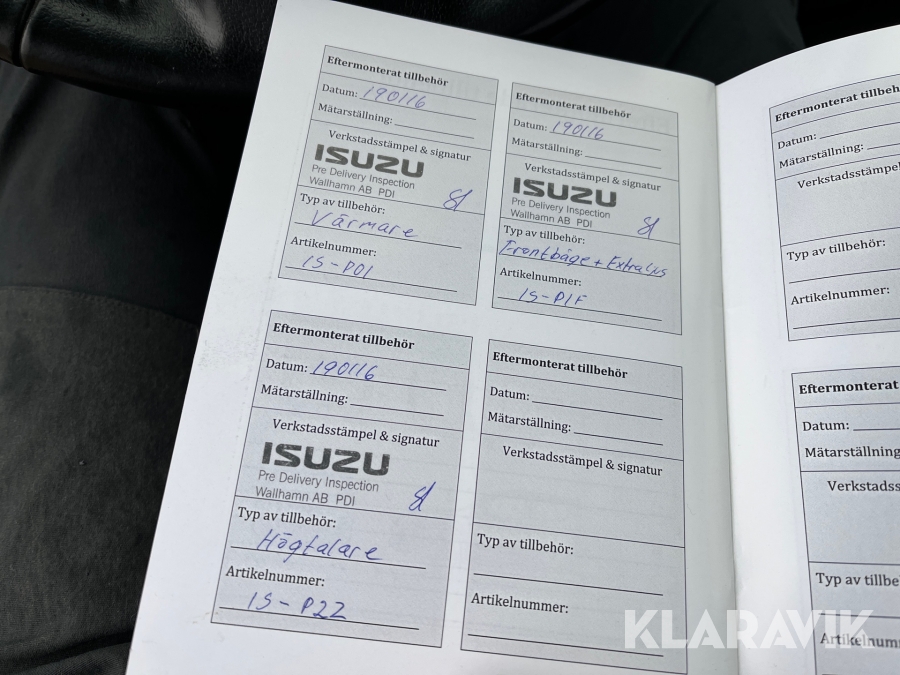 Eftermonterat tillbehör
Datum: 190116
Mätarställning:
Verkstadsstämpel & signatur
ISUZU
Pre Delivery Inspection
Wallhamn AB PDI
Typ av tillbehör:
Värmare
Artikelnummer:
IS-P01
Eftermonterat tillbehör
Datum: 190116
Mätarställning:
Verkstadsstämpel & signatur
ISUZU
Pre Delivery Inspection
Wallhamn AB PDI
Typ av tillbehör:
Frontbåge + Extraljus
Artikelnummer:
IS-P1F
Eftermonterat tillbehör
Datum: 190116
Mätarställning:
Verkstadsstämpel & signatur
ISUZU
Pre Delivery Inspection
Wallhamn AB PDI
Typ av tillbehör:
Högtalare
Artikelnummer:
IS-P22
Eftermonterat tillbehör
Datum:
Mätarställning:
Verkstadsstämpel & signatur
Typ av tillbehör:
Artikelnummer:
Eftermonterat tillbeh
Datum:
Mätarställning:
Verkstadsstämpel
Typ av tillbehör:
Artikelnummer:
Eftermonterat
Datum:
Mätarställning
Verkstadss
Typ av tillbe
Artikelnum
KLARAVIK